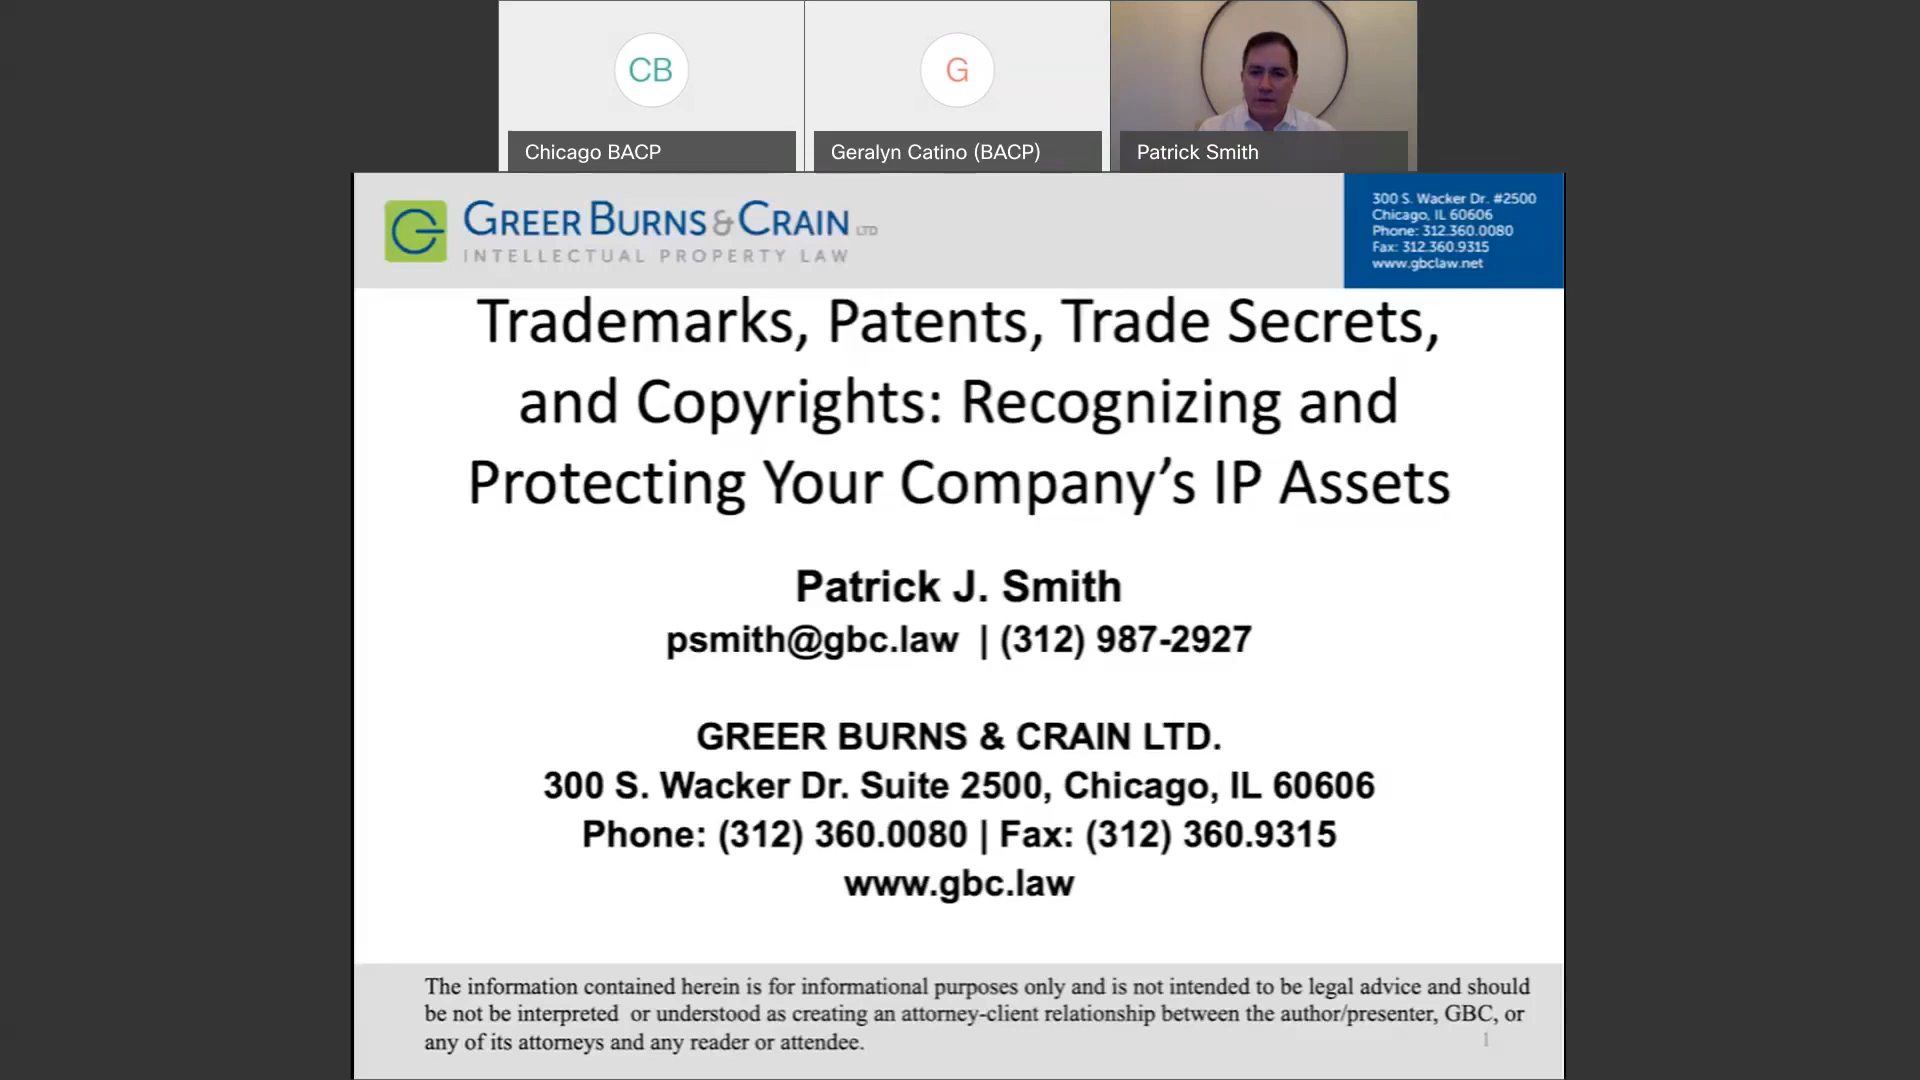 CB
G
Chicago BACP
Geralyn Catino (BACP)
Patrick Smith
GREER BURNS & CRAIN LTD
INTELLECTUAL PROPERTY LAW
300 S. Wacker Dr. #2500
Chicago, IL 60606
Phone: 312.360.0080
Fax: 312.360.9315
www.gbclaw.net
Trademarks, Patents, Trade Secrets,
and Copyrights: Recognizing and
Protecting Your Company’s IP Assets
Patrick J. Smith
psmith@gbc.law | (312) 987-2927
GREER BURNS & CRAIN LTD.
300 S. Wacker Dr. Suite 2500, Chicago, IL 60606
Phone: (312) 360.0080 | Fax: (312) 360.9315
www.gbc.law
The information contained herein is for informational purposes only and is not intended to be legal advice and should
be not be interpreted or understood as creating an attorney-client relationship between the author/presenter, GBC, or
any of its attorneys and any reader or attendee.
1